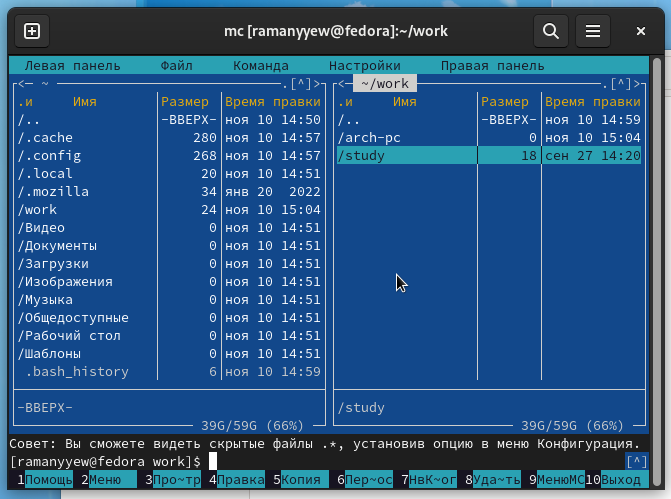 mc [ramanyyew@fedora]:~/work
Левая панель Файл Команда Настройки Правая панель
<— ~ .[^]> <— ~/work .[^]>
.и Имя Размер Время правки .и Имя Размер Время правки
/.. -ВВЕРХ- ноя 10 14:50 /.. -ВВЕРХ- ноя 10 14:59
/.cache 280 ноя 10 14:57 /arch-pc 0 ноя 10 15:04
/.config 268 ноя 10 14:57 /study 18 сен 27 14:20
/.local 20 ноя 10 14:51
/.mozilla 34 янв 20 2022
/work 24 ноя 10 15:04
/Видео 0 ноя 10 14:51
/Документы 0 ноя 10 14:51
/Загрузки 0 ноя 10 14:51
/Изображения 0 ноя 10 14:51
/Музыка 0 ноя 10 14:51
/Общедоступные 0 ноя 10 14:51
/Рабочий стол 0 ноя 10 14:51
/Шаблоны 0 ноя 10 14:51
.bash_history 6 ноя 10 14:59
-ВВЕРХ- /study
39G/59G (66%) 39G/59G (66%)
Совет: Вы сможете видеть скрытые файлы .*, установив опцию в меню Конфигурация.
[ramanyyew@fedora work]$ [^]
1Помощь 2Меню 3Про~тр 4Правка 5Копия 6Пер~ос 7НвК~ог 8Уда~ть 9МенюMC 10Выход